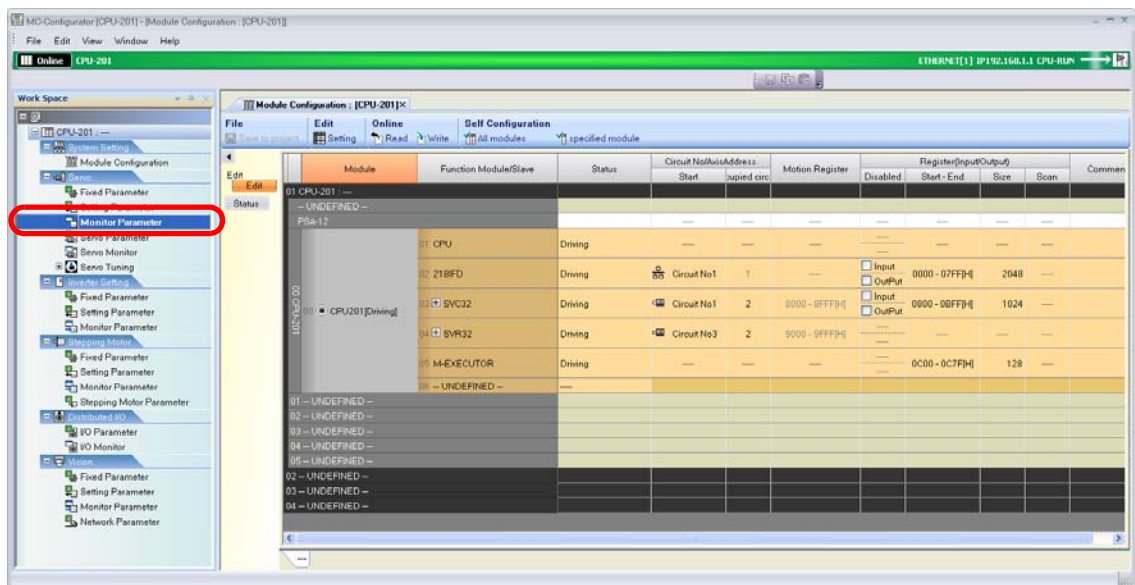 MC-Configurator [CPU-201] - [Module Configuration : [CPU-201]]
File Edit View Window Help
Online CPU-201 ETHERNET[1] IP192.168.1.1 CPU-RUN
Work Space
Module Configuration : [CPU-201]
File Edit Online Self Configuration
Save to project Setting Read Write All modules specified module
CPU-201 : —
System Setting
Module Configuration
Servo
Fixed Parameter
Setting Parameter
Monitor Parameter
Servo Parameter
Servo Monitor
Servo Tuning
Inverter Setting
Fixed Parameter
Setting Parameter
Monitor Parameter
Stepping Motor
Fixed Parameter
Setting Parameter
Monitor Parameter
Stepping Motor Parameter
Distributed I/O
I/O Parameter
I/O Monitor
Vision
Fixed Parameter
Setting Parameter
Monitor Parameter
Network Parameter
Edit
Edit
Status
Module Function Module/Slave Status Circuit No/AxisAddress Motion Register Register(Input/Output) Commen
Start upied circ Disabled Start - End Size Scan
01 CPU-201 : —
-- UNDEFINED --
PSA-12
00 CPU-201
00 CPU201[Driving]
01 CPU Driving — — — — — — —
02 218IFD Driving Circuit No1 1 — Input OutPut 0000 - 07FF[H] 2048 —
03 SVC32 Driving Circuit No1 2 8000 - 8FFF[H] Input OutPut 0800 - 0BFF[H] 1024 —
04 SVR32 Driving Circuit No3 2 9000 - 9FFF[H] — — — —
05 M-EXECUTOR Driving — — — — 0C00 - 0C7F[H] 128 —
06 -- UNDEFINED -- —
01 -- UNDEFINED --
02 -- UNDEFINED --
03 -- UNDEFINED --
04 -- UNDEFINED --
05 -- UNDEFINED --
02 -- UNDEFINED --
03 -- UNDEFINED --
04 -- UNDEFINED --